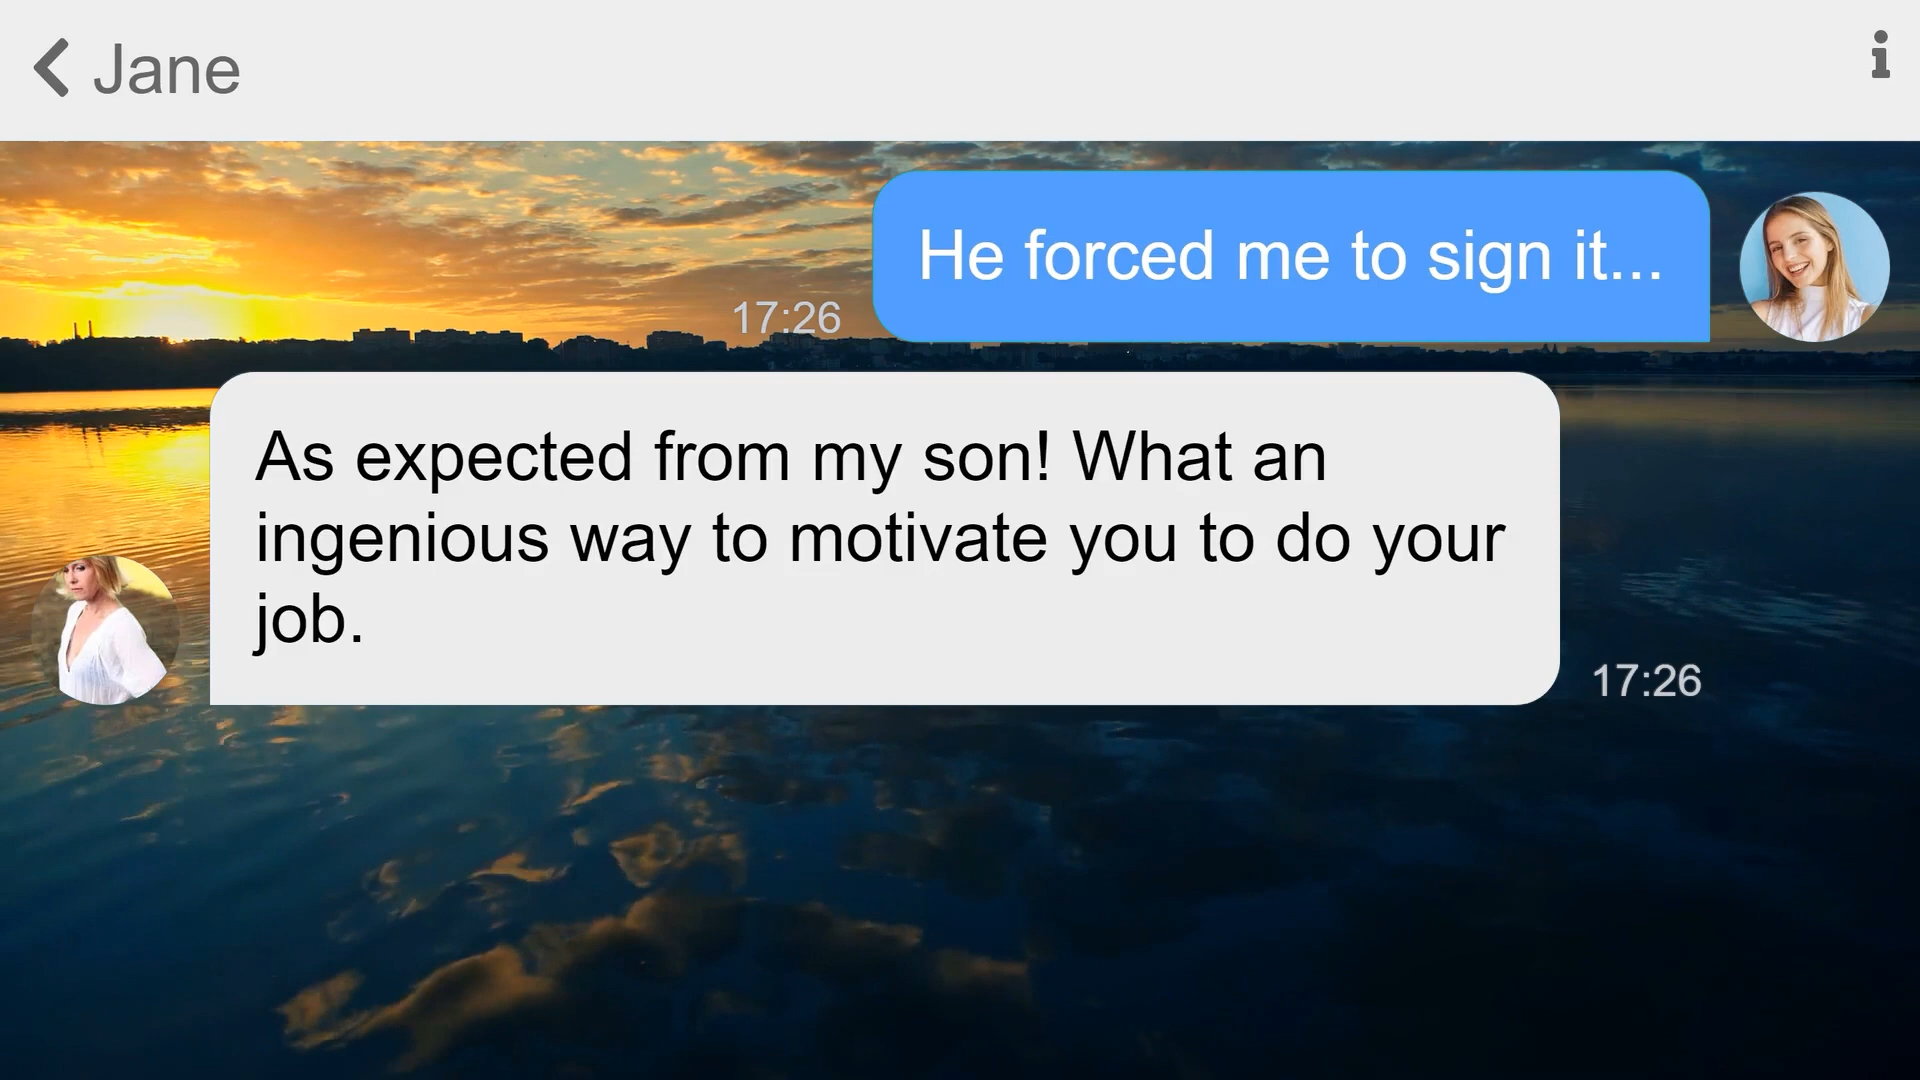 Jane
He forced me to sign it...
17:26
As expected from my son! What an
ingenious way to motivate you to do your
job.
17:26